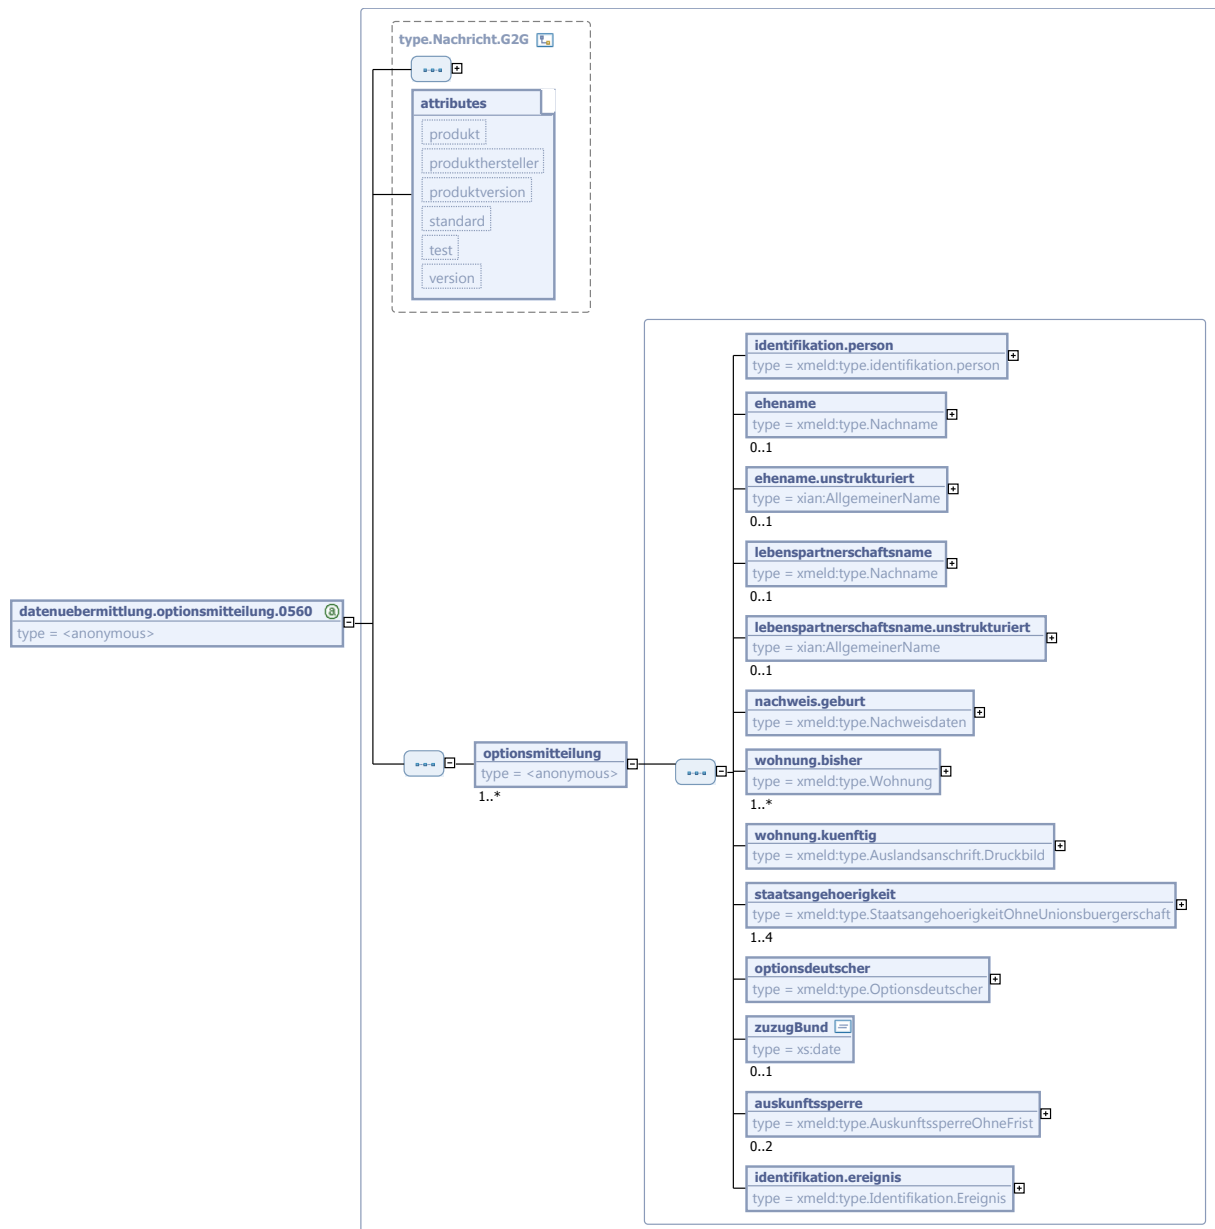 type.Nachricht.G2G
attributes
produkt
produkthersteller
produktversion
standard
test
version
identifikation.person
type = xmeld:type.identifikation.person
ehename
type = xmeld:type.Nachname
0..1
ehename.unstrukturiert
type = xian:AllgemeinerName
0..1
lebenspartnerschaftsname
type = xmeld:type.Nachname
0..1
datenuebermittlung.optionsmitteilung.0560 a
type = <anonymous>
lebenspartnerschaftsname.unstrukturiert
type = xian:AllgemeinerName
0..1
nachweis.geburt
type = xmeld:type.Nachweisdaten
optionsmitteilung
type = <anonymous>
1..*
wohnung.bisher
type = xmeld:type.Wohnung
1..*
wohnung.kuenftig
type = xmeld:type.Auslandsanschrift.Druckbild
staatsangehoerigkeit
type = xmeld:type.StaatsangehoerigkeitOhneUnionsbuergerschaft
1..4
optionsdeutscher
type = xmeld:type.Optionsdeutscher
zuzugBund
type = xs:date
0..1
auskunftssperre
type = xmeld:type.AuskunftssperreOhneFrist
0..2
identifikation.ereignis
type = xmeld:type.Identifikation.Ereignis